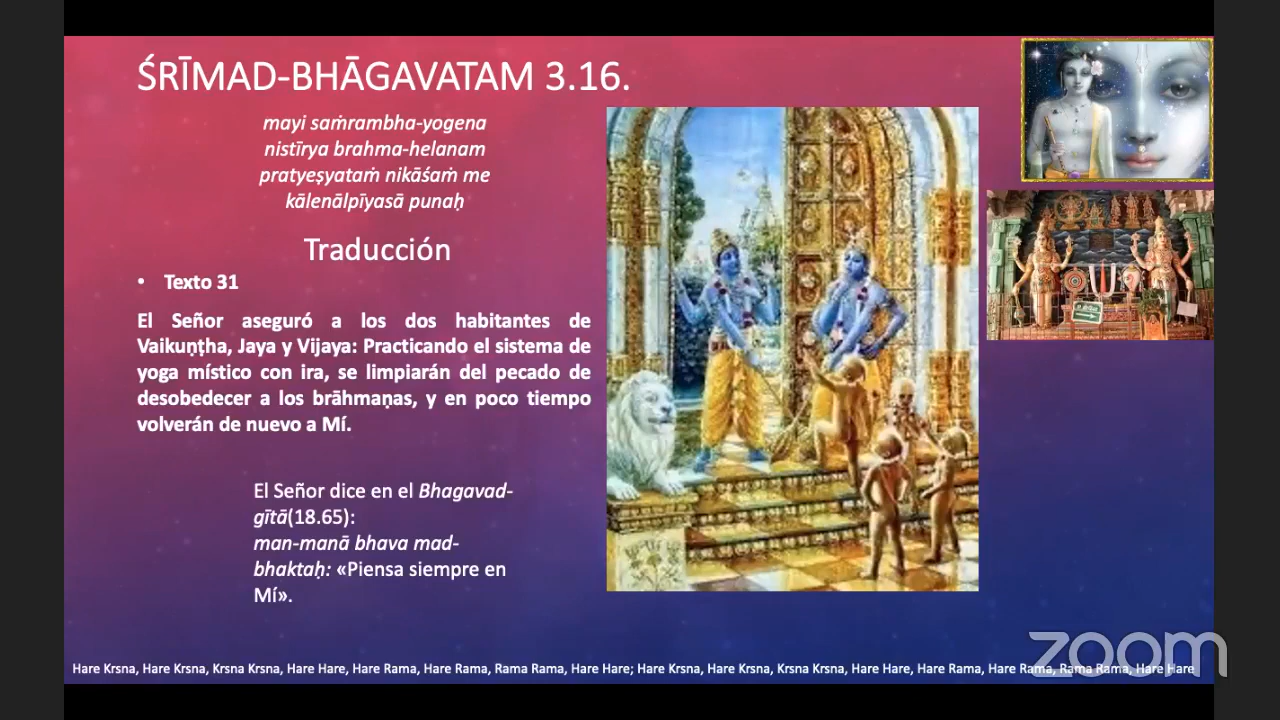 ŚRĪMAD-BHĀGAVATAM 3.16.
mayi saṁrambha-yogena
nistīrya brahma-helanam
pratyeṣyataṁ nikāśaṁ me
kālenālpīyasā punaḥ
Traducción
• Texto 31
El Señor aseguró a los dos habitantes de
Vaikuṇṭha, Jaya y Vijaya: Practicando el sistema de
yoga místico con ira, se limpiarán del pecado de
desobedecer a los brāhmaṇas, y en poco tiempo
volverán de nuevo a Mí.
El Señor dice en el Bhagavad-
gītā(18.65):
man-manā bhava mad-
bhaktaḥ: «Piensa siempre en
Mí».
Hare Krsna, Hare Krsna, Krsna Krsna, Hare Hare, Hare Rama, Hare Rama, Rama Rama, Hare Hare; Hare Krsna, Hare Krsna, Krsna Krsna, Hare Hare, Hare Rama, Hare Rama, Rama Rama, Hare Hare
zoom